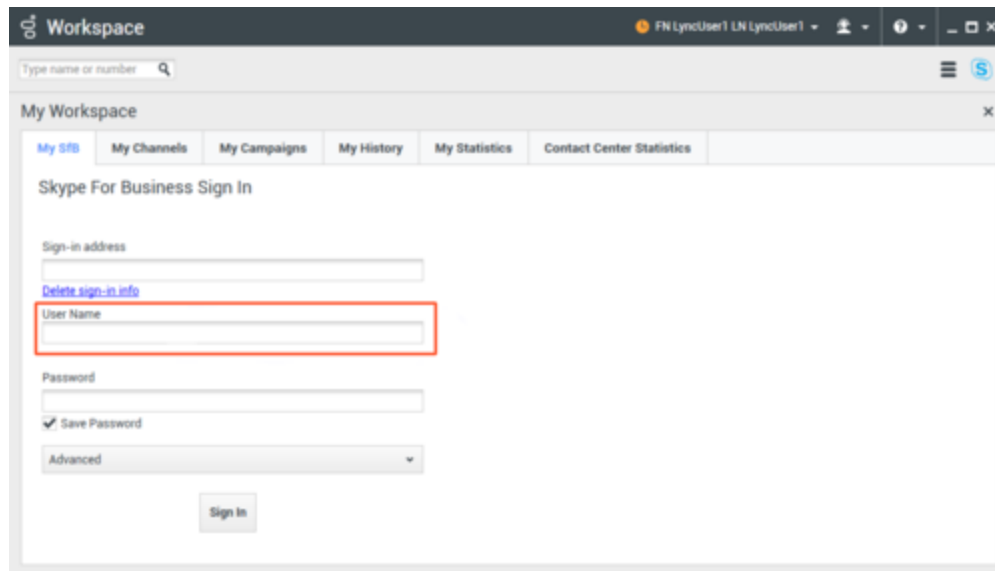 Workspace FN LyncUser1 LN LyncUser1
Type name or number
My Workspace
My SfB My Channels My Campaigns My History My Statistics Contact Center Statistics
Skype For Business Sign In
Sign-in address
Delete sign-in info
User Name
Password
Save Password
Advanced
Sign In